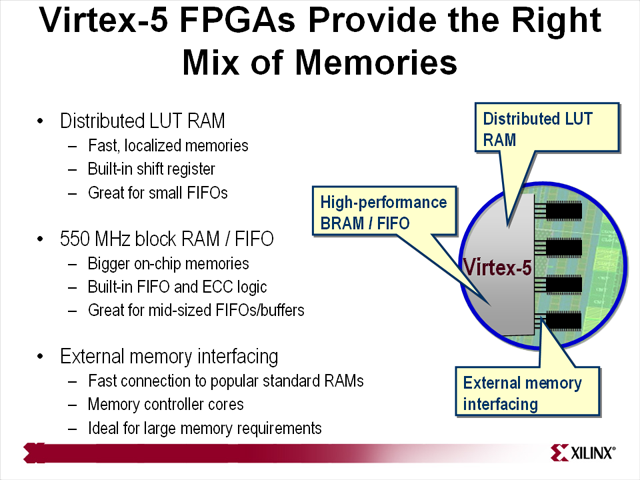 Virtex-5 FPGAs Provide the Right
Mix of Memories
• Distributed LUT RAM
– Fast, localized memories
– Built-in shift register
– Great for small FIFOs
• 550 MHz block RAM / FIFO
– Bigger on-chip memories
– Built-in FIFO and ECC logic
– Great for mid-sized FIFOs/buffers
• External memory interfacing
– Fast connection to popular standard RAMs
– Memory controller cores
– Ideal for large memory requirements
Distributed LUT
RAM
High-performance
BRAM / FIFO
Virtex-5
External memory
interfacing
XILINX®